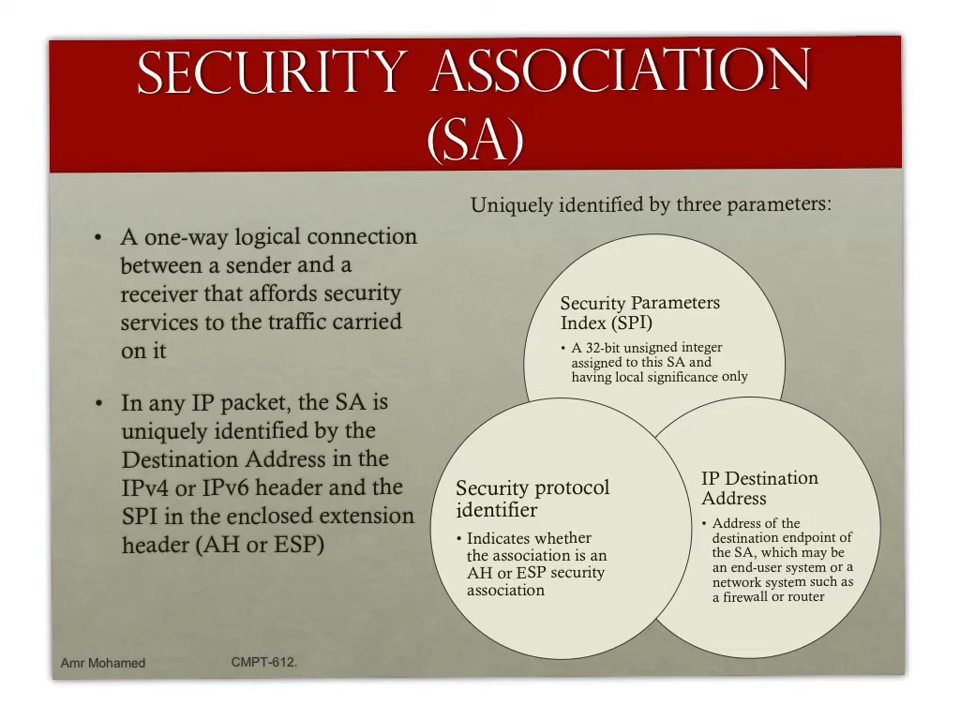 SECURITY ASSOCIATION
(SA)
• A one-way logical connection
between a sender and a
receiver that affords security
services to the traffic carried
on it
• In any IP packet, the SA is
uniquely identified by the
Destination Address in the
IPv4 or IPv6 header and the
SPI in the enclosed extension
header (AH or ESP)
Uniquely identified by three parameters:
Security Parameters
Index (SPI)
• A 32-bit unsigned integer
assigned to this SA and
having local significance only
Security protocol
identifier
• Indicates whether
the association is an
AH or ESP security
association
IP Destination
Address
• Address of the
destination endpoint of
the SA, which may be
an end-user system or a
network system such as
a firewall or router
Amr Mohamed
CMPT-612.